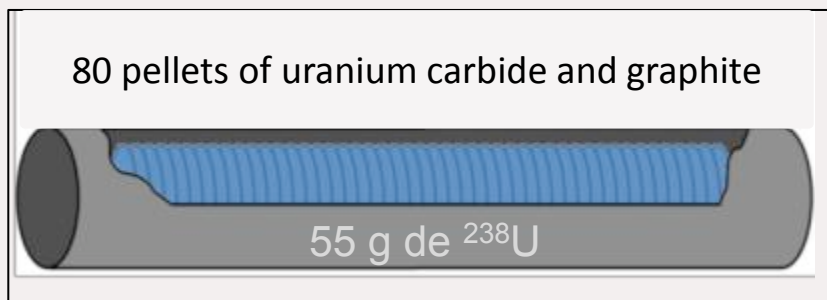 80 pellets of uranium carbide and graphite
55 g de ²³⁸U